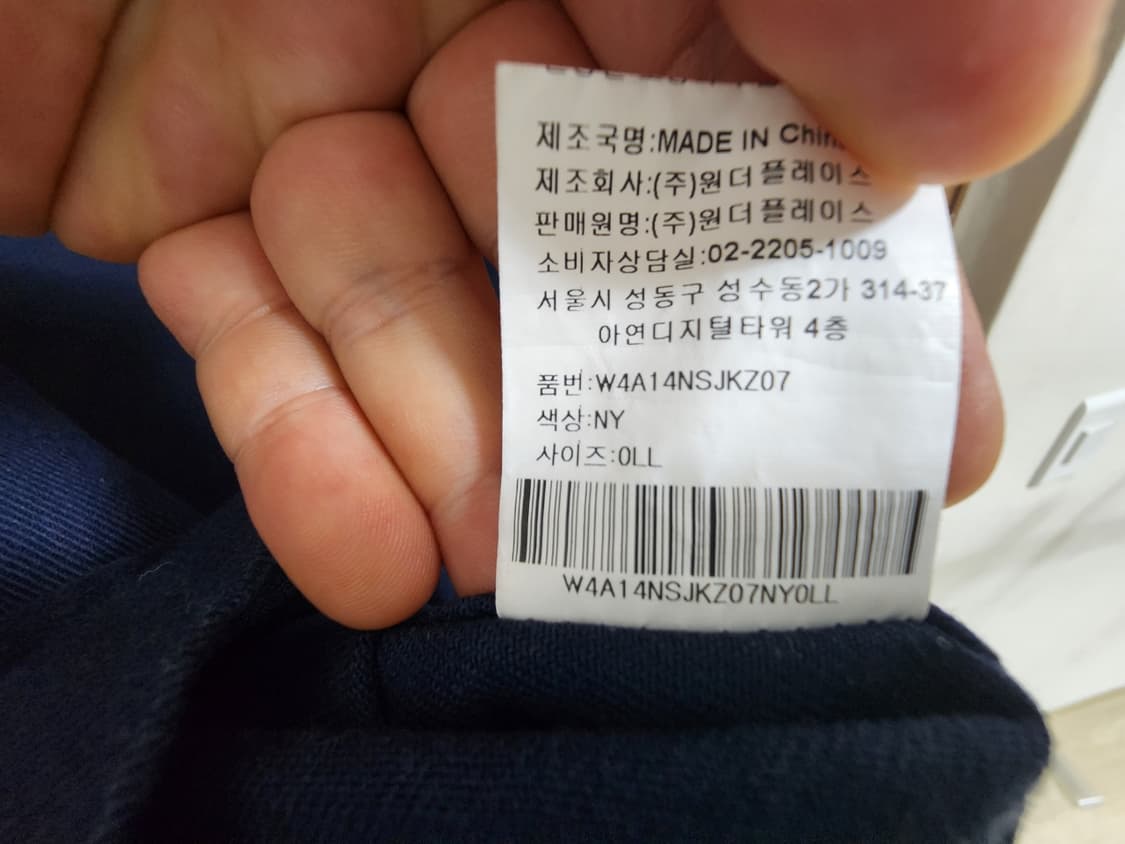 제조국명:MADE IN Chin
제조회사:(주)원더플레이스
판매원명:(주)원더플레이스
소비자상담실:02-2205-1009
서울시 성동구 성수동2가 314-37
아연디지털타워 4층
품번:W4A14NSJKZ07
색상:NY
사이즈:0LL
W4A14NSJKZ07NY0LL